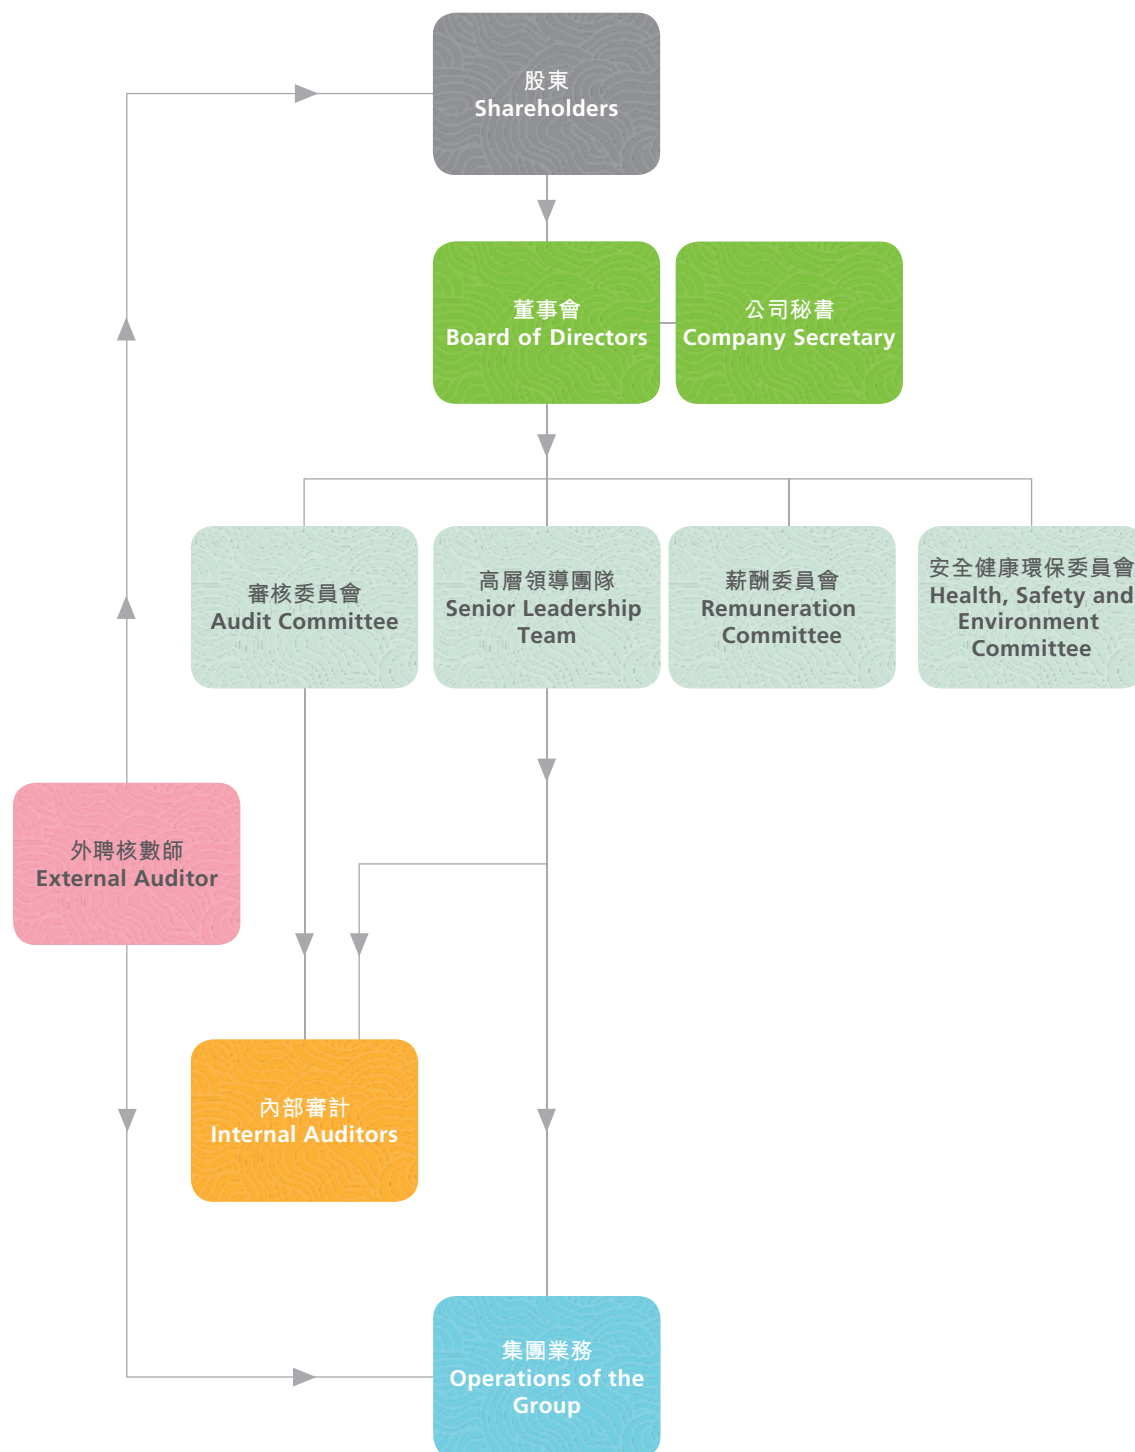 股東
Shareholders
董事會
Board of Directors
公司秘書
Company Secretary
審核委員會
Audit Committee
高層領導團隊
Senior Leadership
Team
薪酬委員會
Remuneration
Committee
安全健康環保委員會
Health, Safety and
Environment
Committee
外聘核數師
External Auditor
內部審計
Internal Auditors
集團業務
Operations of the
Group